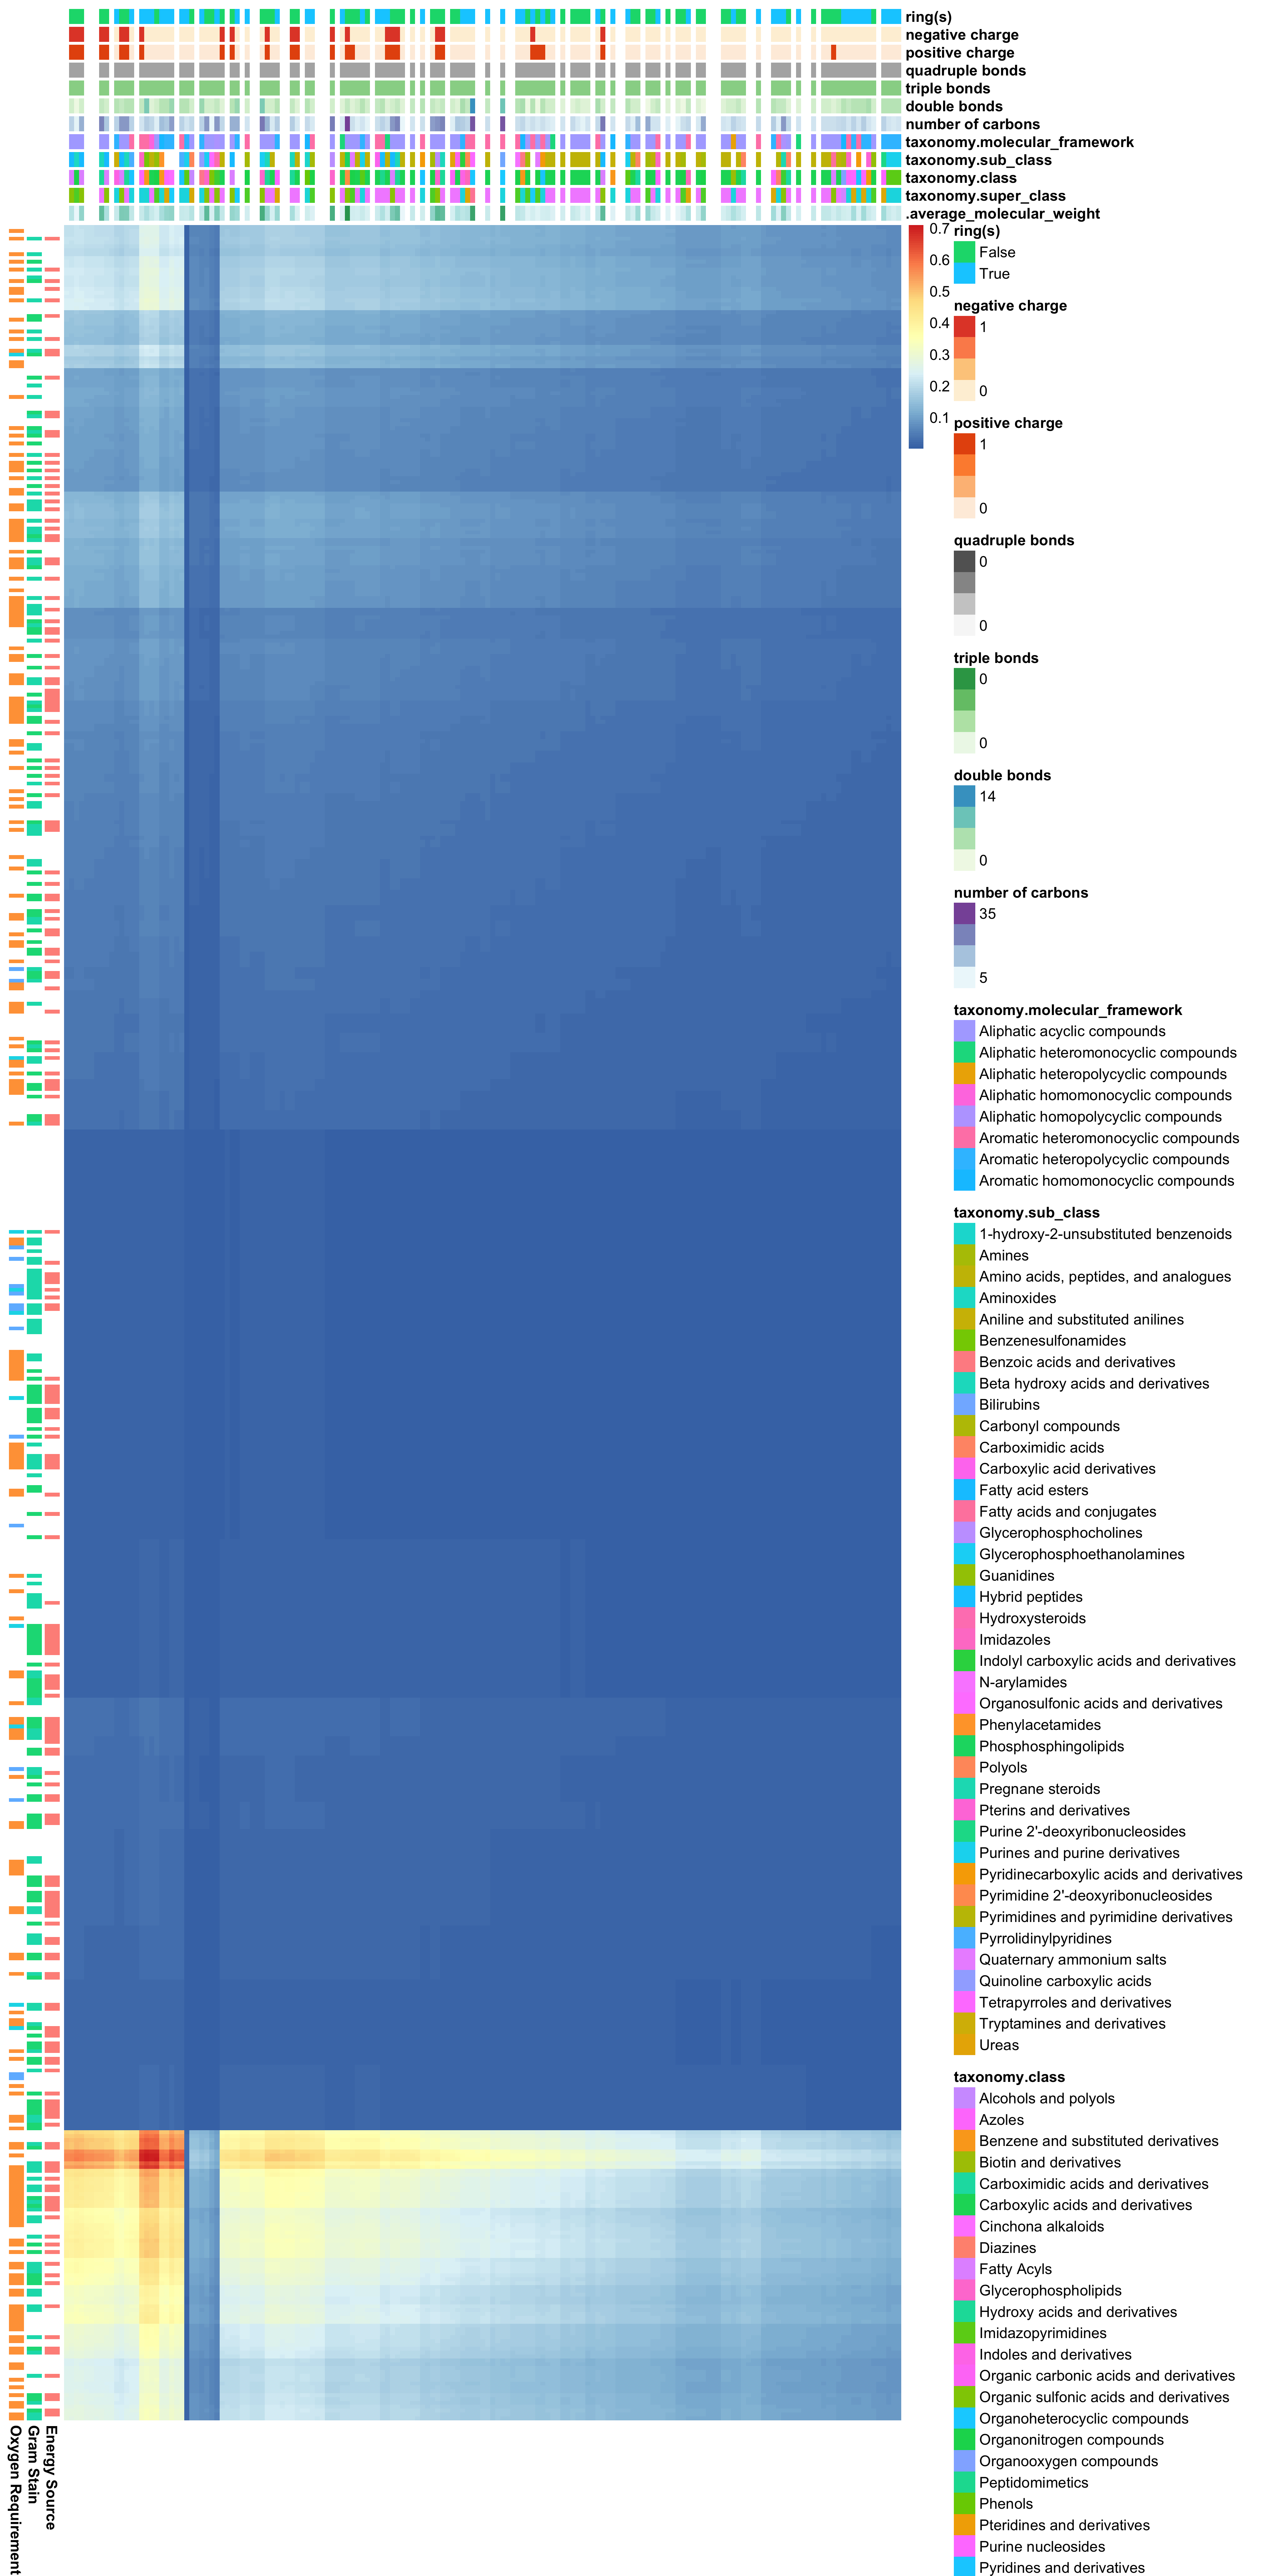 ring(s)
negative charge
positive charge
quadruple bonds
triple bonds
double bonds
number of carbons
taxonomy.molecular_framework
taxonomy.sub_class
taxonomy.class
taxonomy.super_class
.average_molecular_weight
0.7
0.6
0.5
0.4
0.3
0.2
0.1
ring(s)
False
True
negative charge
1
0
positive charge
1
0
quadruple bonds
0
0
triple bonds
0
0
double bonds
14
0
number of carbons
35
5
taxonomy.molecular_framework
Aliphatic acyclic compounds
Aliphatic heteromonocyclic compounds
Aliphatic heteropolycyclic compounds
Aliphatic homomonocyclic compounds
Aliphatic homopolycyclic compounds
Aromatic heteromonocyclic compounds
Aromatic heteropolycyclic compounds
Aromatic homomonocyclic compounds
taxonomy.sub_class
1-hydroxy-2-unsubstituted benzenoids
Amines
Amino acids, peptides, and analogues
Aminoxides
Aniline and substituted anilines
Benzenesulfonamides
Benzoic acids and derivatives
Beta hydroxy acids and derivatives
Bilirubins
Carbonyl compounds
Carboximidic acids
Carboxylic acid derivatives
Fatty acid esters
Fatty acids and conjugates
Glycerophosphocholines
Glycerophosphoethanolamines
Guanidines
Hybrid peptides
Hydroxysteroids
Imidazoles
Indolyl carboxylic acids and derivatives
N-arylamides
Organosulfonic acids and derivatives
Phenylacetamides
Phosphosphingolipids
Polyols
Pregnane steroids
Pterins and derivatives
Purine 2'-deoxyribonucleosides
Purines and purine derivatives
Pyridinecarboxylic acids and derivatives
Pyrimidine 2'-deoxyribonucleosides
Pyrimidines and pyrimidine derivatives
Pyrrolidinylpyridines
Quaternary ammonium salts
Quinoline carboxylic acids
Tetrapyrroles and derivatives
Tryptamines and derivatives
Ureas
taxonomy.class
Alcohols and polyols
Azoles
Benzene and substituted derivatives
Biotin and derivatives
Carboximidic acids and derivatives
Carboxylic acids and derivatives
Cinchona alkaloids
Diazines
Fatty Acyls
Glycerophospholipids
Hydroxy acids and derivatives
Imidazopyrimidines
Indoles and derivatives
Organic carbonic acids and derivatives
Organic sulfonic acids and derivatives
Organoheterocyclic compounds
Organonitrogen compounds
Organooxygen compounds
Peptidomimetics
Phenols
Pteridines and derivatives
Purine nucleosides
Pyridines and derivatives
Energy Source
Gram Stain
Oxygen Requirement